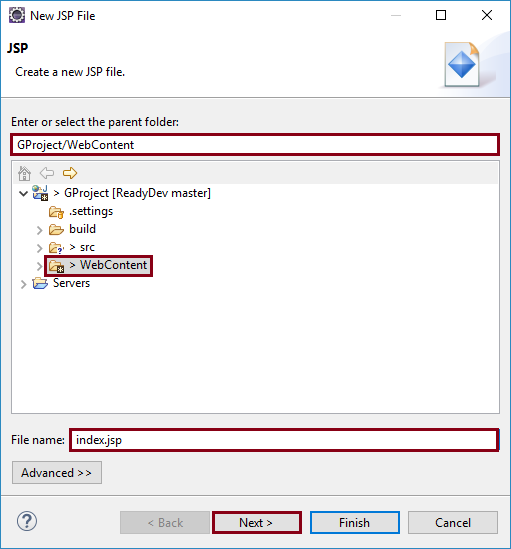 New JSP File
JSP
Create a new JSP file.
Enter or select the parent folder:
GProject/WebContent
> GProject [ReadyDev master]
.settings
build
> src
> WebContent
Servers
File name: index.jsp
Advanced >>
? < Back Next > Finish Cancel